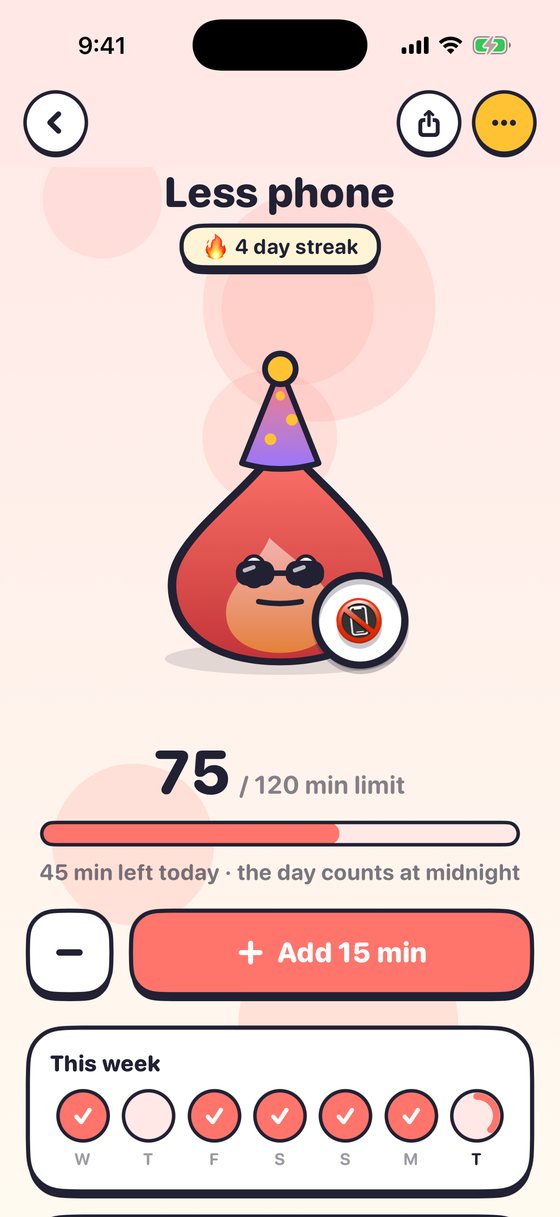 9:41
Less phone
🔥 4 day streak
75 / 120 min limit
45 min left today · the day counts at midnight
− + Add 15 min
This week
W T F S S M T